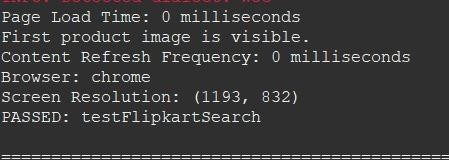 Page Load Time: 0 milliseconds
First product image is visible.
Content Refresh Frequency: 0 milliseconds
Browser: chrome
Screen Resolution: (1193, 832)
PASSED: testFlipkartSearch
===============================================